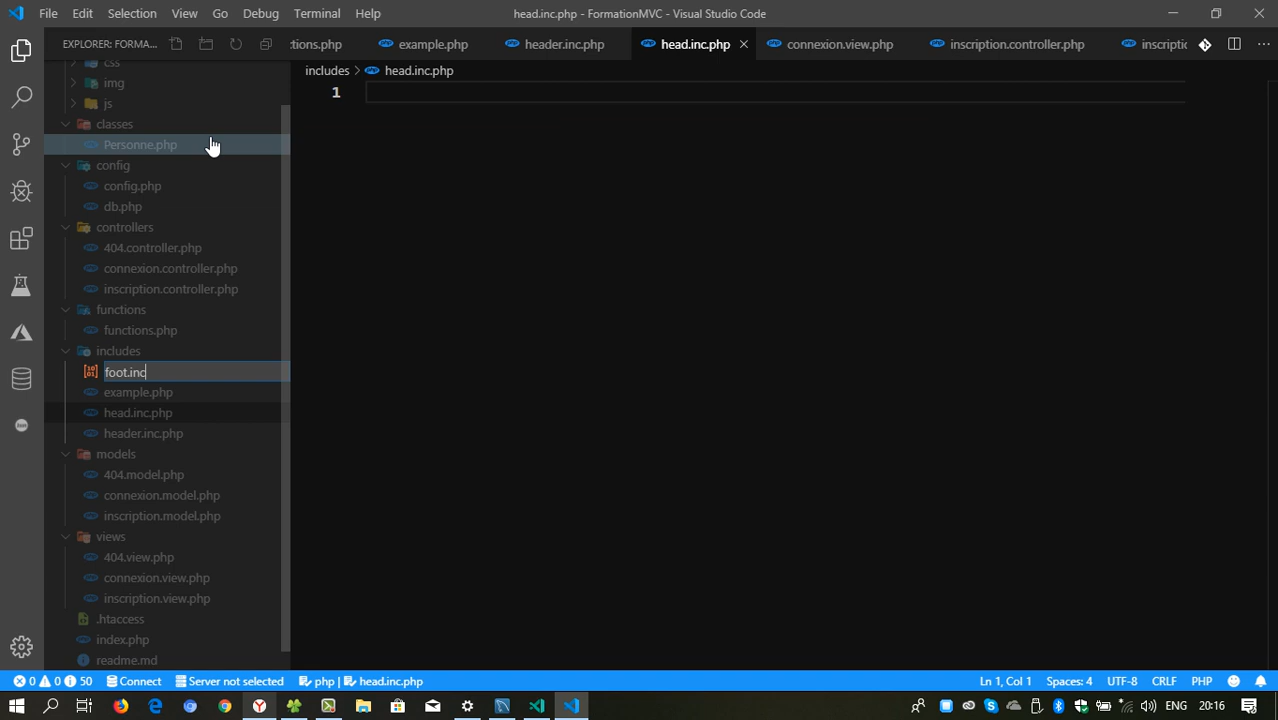 File Edit Selection View Go Debug Terminal Help head.inc.php - FormationMVC - Visual Studio Code
EXPLORER: FORMA... tions.php example.php header.inc.php head.inc.php connexion.view.php inscription.controller.php inscriptic
includes > head.inc.php
css
1
img
js
classes
Personne.php
config
config.php
db.php
controllers
404.controller.php
connexion.controller.php
inscription.controller.php
functions
functions.php
includes
foot.inc
example.php
head.inc.php
header.inc.php
models
404.model.php
connexion.model.php
inscription.model.php
views
404.view.php
connexion.view.php
inscription.view.php
.htaccess
index.php
readme.md
0 0 50 Connect Server not selected php | head.inc.php Ln 1, Col 1 Spaces: 4 UTF-8 CRLF PHP
ENG 20:16